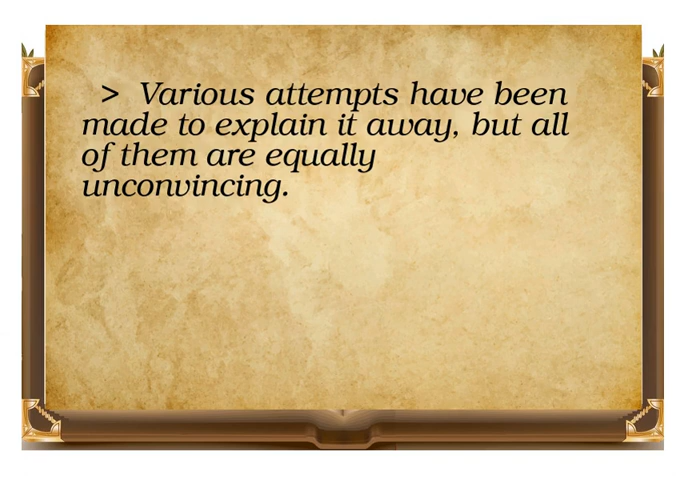 > Various attempts have been
made to explain it away, but all
of them are equally
unconvincing.